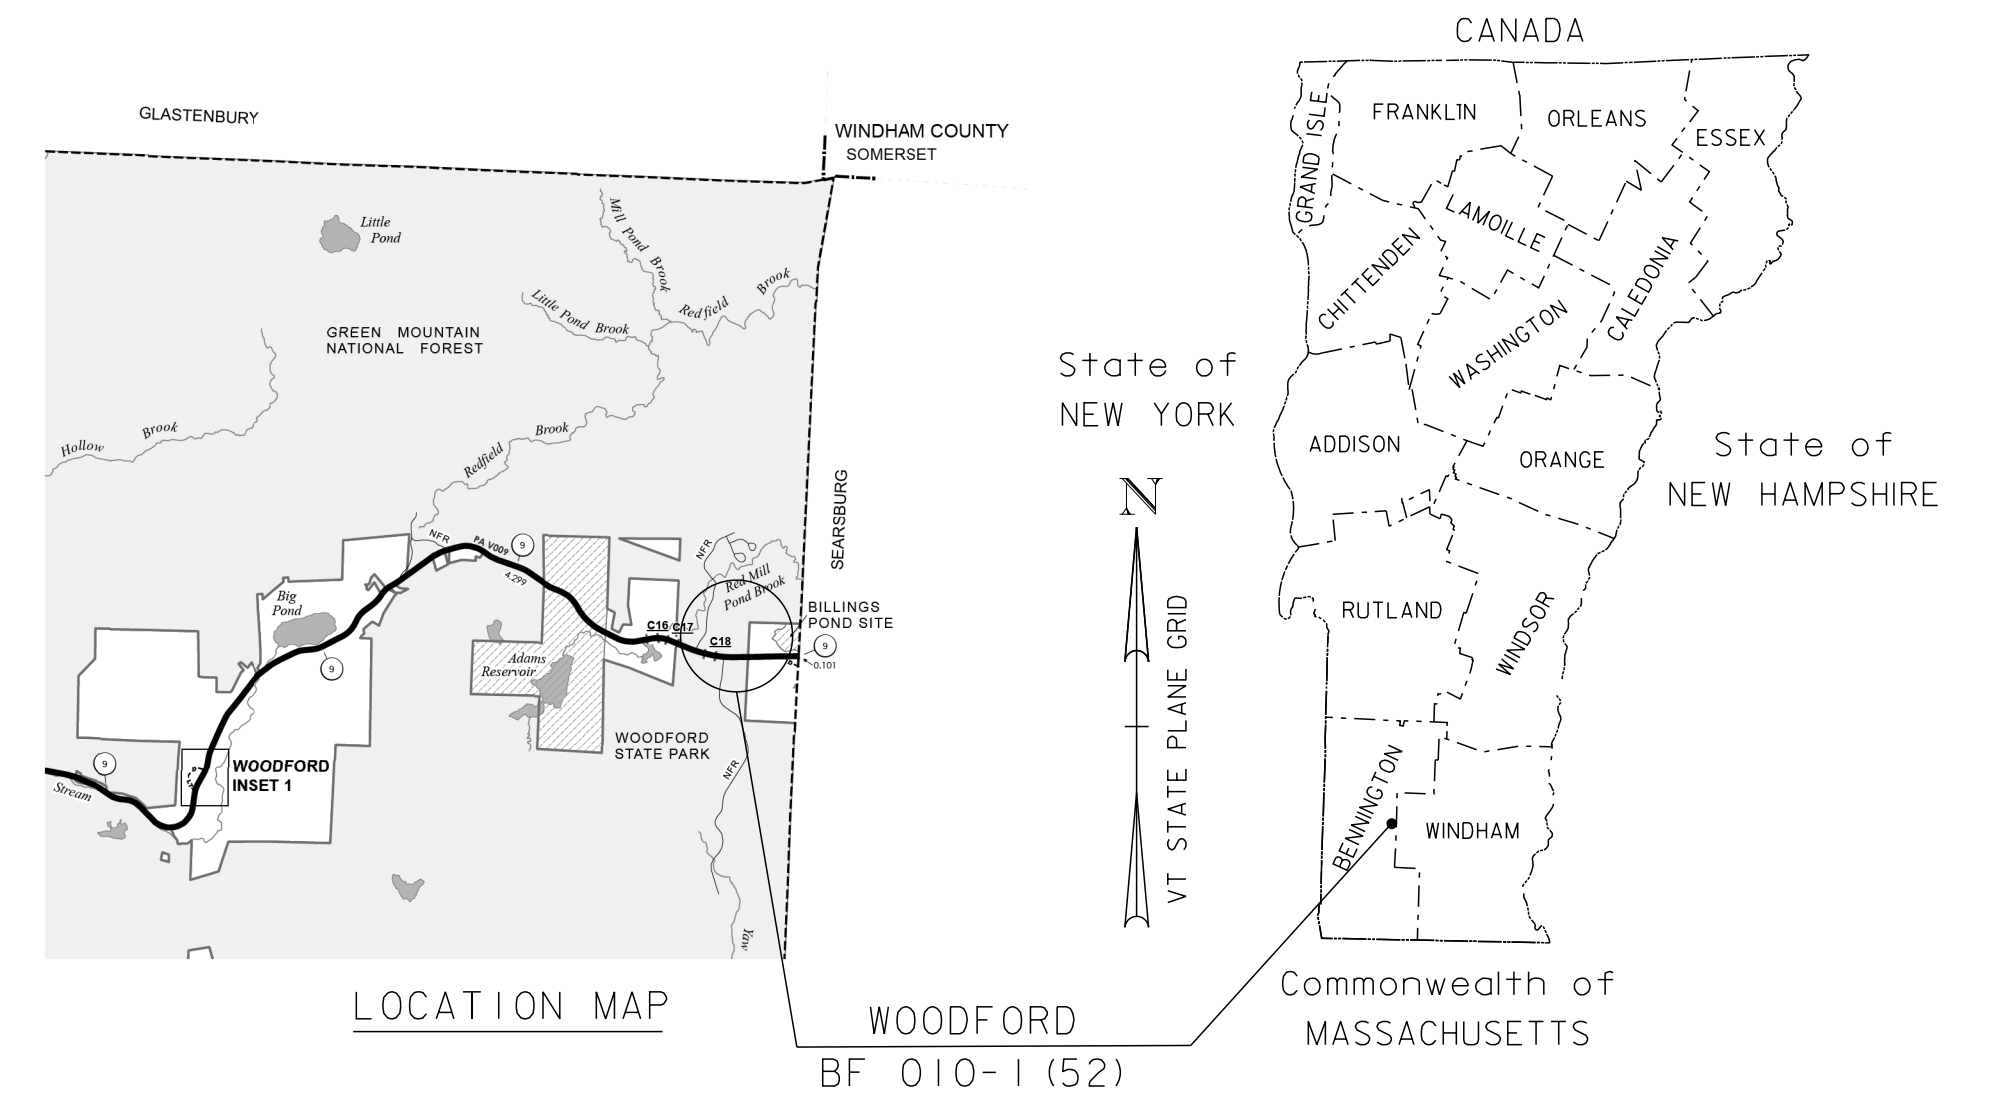 CANADA
GLASTENBURY
WINDHAM COUNTY
SOMERSET
FRANKLIN
ORLEANS
ESSEX
GRAND ISLE
LAMOILLE
CHITTENDEN
CALEDONIA
WASHINGTON
Little
Pond
Mill Pond Brook
Redfield Brook
Little Pond Brook
GREEN MOUNTAIN
NATIONAL FOREST
State of
NEW YORK
Hollow Brook
Redfield Brook
ADDISON
ORANGE
State of
NEW HAMPSHIRE
SEARSBURG
N
VT STATE PLANE GRID
NFR
PA V009
9
4.299
NFR
Red Mill
Pond Brook
Big
Pond
C16
C17
C18
BILLINGS
POND SITE
9
0.101
9
Adams
Reservoir
RUTLAND
WINDSOR
WOODFORD
STATE PARK
9
WOODFORD
INSET 1
Stream
NFR
BENNINGTON
WINDHAM
Yaw
LOCATION MAP
WOODFORD
BF 010-1(52)
Commonwealth of
MASSACHUSETTS